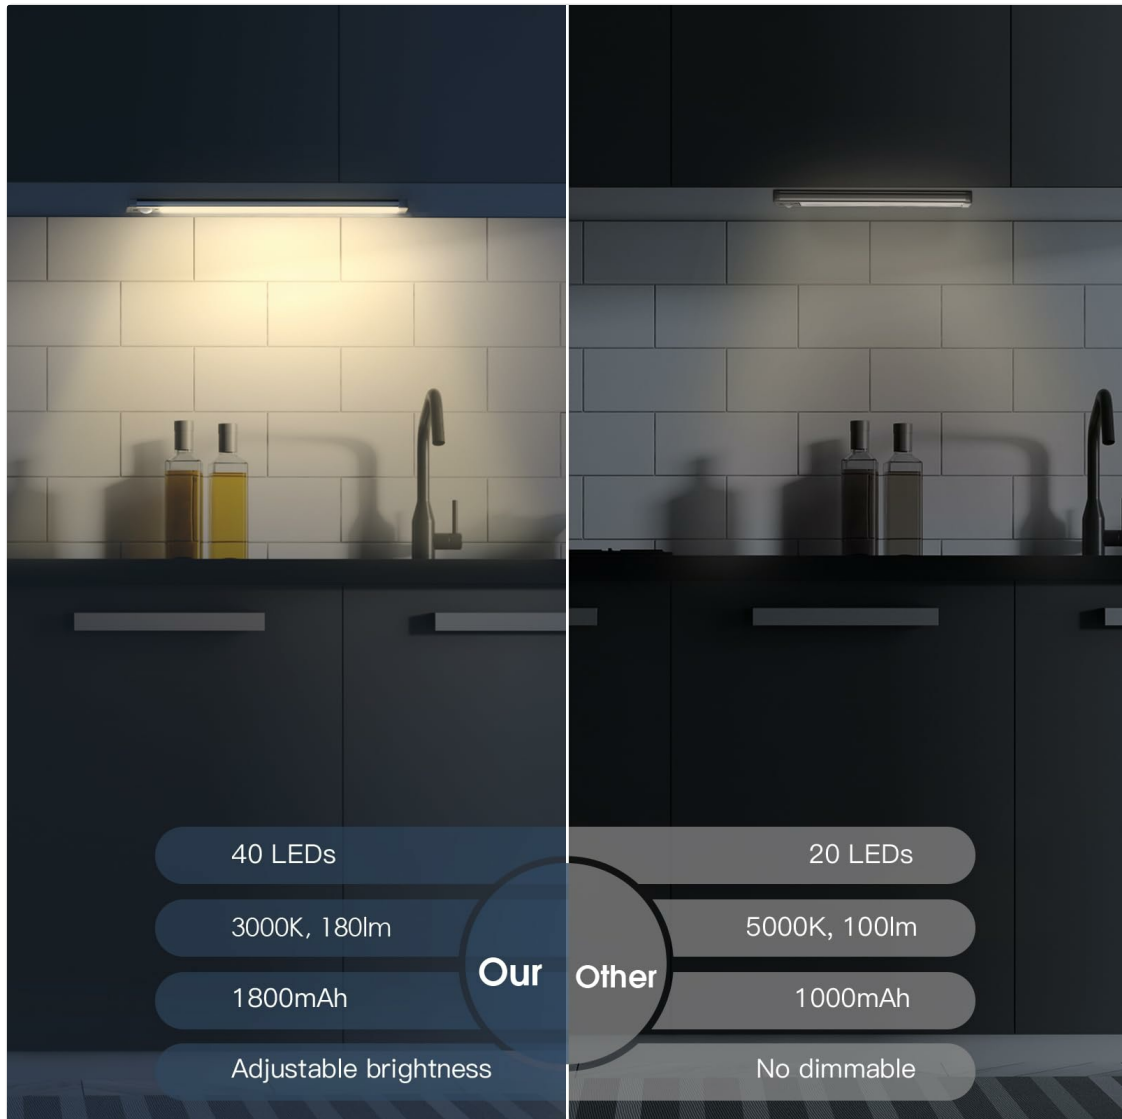 40 LEDs
20 LEDs
3000K, 180lm
5000K, 100lm
Our
Other
1800mAh
1000mAh
Adjustable brightness
No dimmable